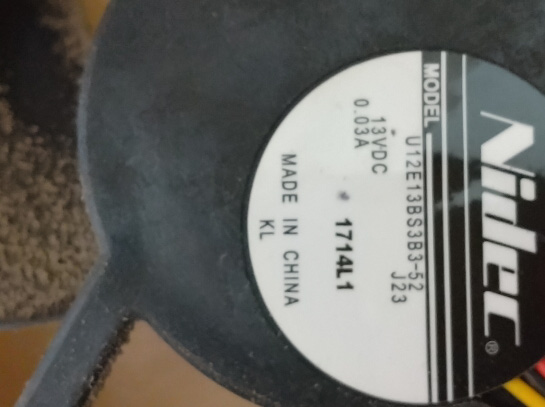 Nidec®
MODEL U12E13BS3B3-52
J23
13VDC
0.03A
1714L1
MADE IN CHINA
KL